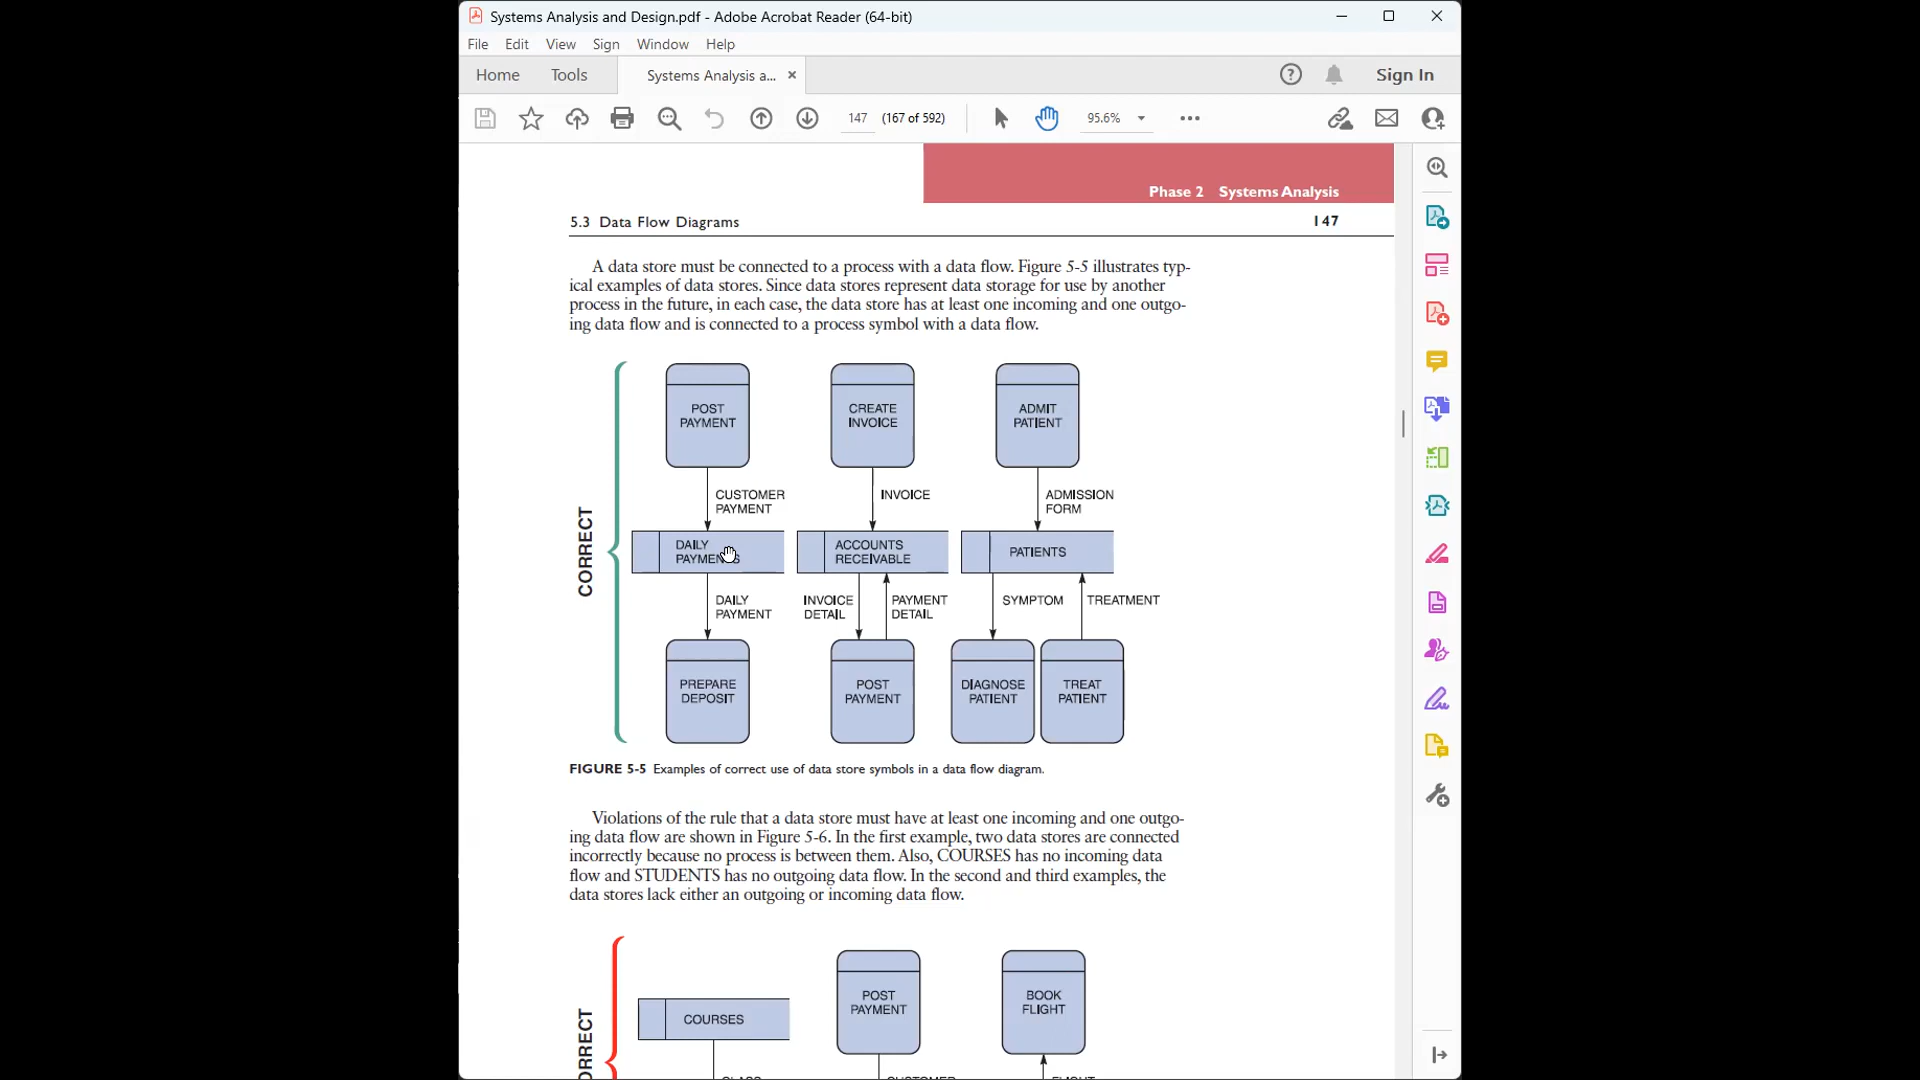 Systems Analysis and Design.pdf - Adobe Acrobat Reader (64-bit)
File Edit View Sign Window Help
Home Tools Systems Analysis a... × Sign In
147 (167 of 592) 95.6%
Phase 2 Systems Analysis
5.3 Data Flow Diagrams 147
A data store must be connected to a process with a data flow. Figure 5-5 illustrates typ-
ical examples of data stores. Since data stores represent data storage for use by another
process in the future, in each case, the data store has at least one incoming and one outgo-
ing data flow and is connected to a process symbol with a data flow.
CORRECT
POST
PAYMENT
CREATE
INVOICE
ADMIT
PATIENT
CUSTOMER
PAYMENT
INVOICE
ADMISSION
FORM
DAILY
PAYMENTS
ACCOUNTS
RECEIVABLE
PATIENTS
DAILY
PAYMENT
INVOICE
DETAIL
PAYMENT
DETAIL
SYMPTOM
TREATMENT
PREPARE
DEPOSIT
POST
PAYMENT
DIAGNOSE
PATIENT
TREAT
PATIENT
FIGURE 5-5 Examples of correct use of data store symbols in a data flow diagram.
Violations of the rule that a data store must have at least one incoming and one outgo-
ing data flow are shown in Figure 5-6. In the first example, two data stores are connected
incorrectly because no process is between them. Also, COURSES has no incoming data
flow and STUDENTS has no outgoing data flow. In the second and third examples, the
data stores lack either an outgoing or incoming data flow.
POST
PAYMENT
BOOK
FLIGHT
COURSES